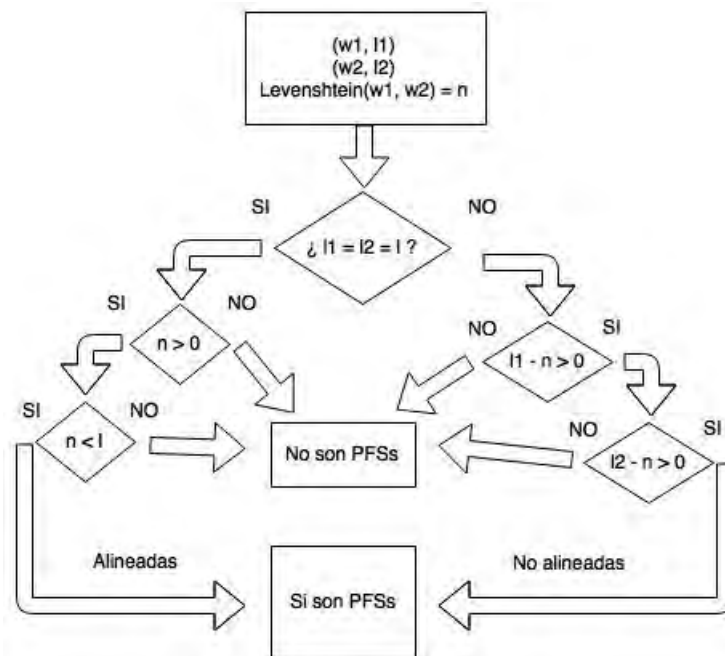 (w1, l1)
(w2, l2)
Levenshtein(w1, w2) = n
SI
NO
¿ l1 = l2 = l ?
SI
NO
n > 0
NO
SI
l1 - n > 0
SI
NO
n < l
No son PFSs
NO
SI
l2 - n > 0
Alineadas
No alineadas
Si son PFSs